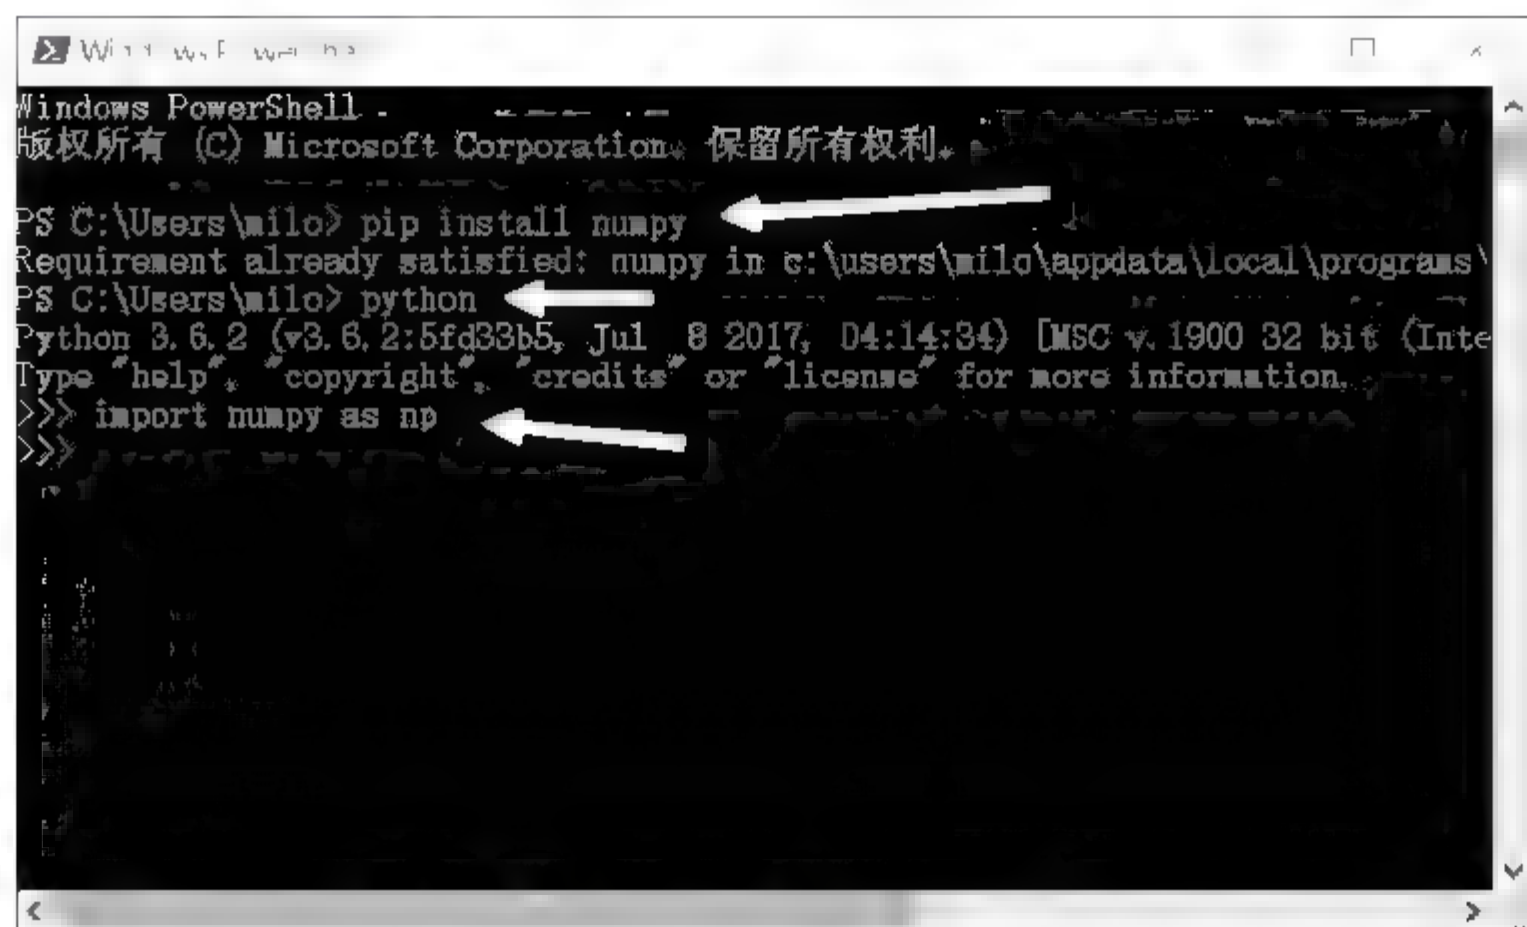 Windows PowerShell
版权所有 (C) Microsoft Corporation。保留所有权利。
PS C:\Users\milo> pip install numpy
Requirement already satisfied: numpy in c:\users\milo\appdata\local\programs\
PS C:\Users\milo> python
Python 3.6.2 (v3.6.2:5fd33b5, Jul  8 2017, 04:14:34) [MSC v.1900 32 bit (Inte
Type "help", "copyright", "credits" or "license" for more information.
>>> import numpy as np
>>>